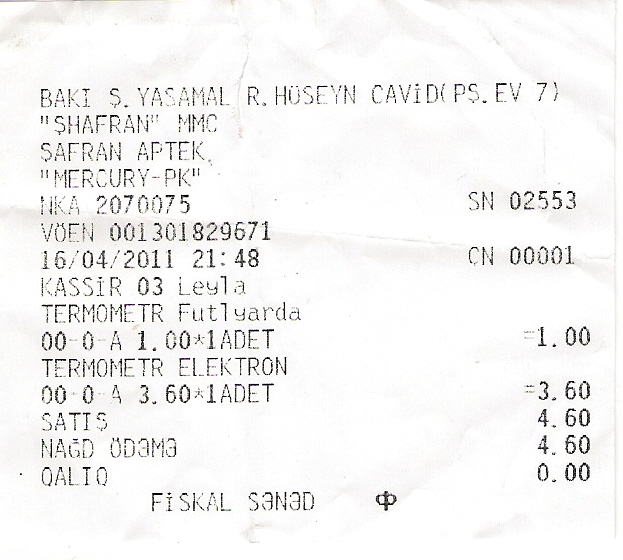 BAKI Ş.YASAMAL R.HÜSEYN CAVİD(PŞ.EV 7)
"ŞHAFRAN" MMC
ŞAFRAN APTEK
"MERCURY-PK"
NKA 2070075 SN 02553
VÖEN 001301829671
16/04/2011 21:48 CN 00001
KASSİR 03 Leyla
TERMOMETR Futlyarda
00-0-A 1.00*1ADET =1.00
TERMOMETR ELEKTRON
00-0-A 3.60*1ADET =3.60
SATIŞ 4.60
NAĞD ÖDƏMƏ 4.60
QALIQ 0.00
FİSKAL SƏNƏD Ф